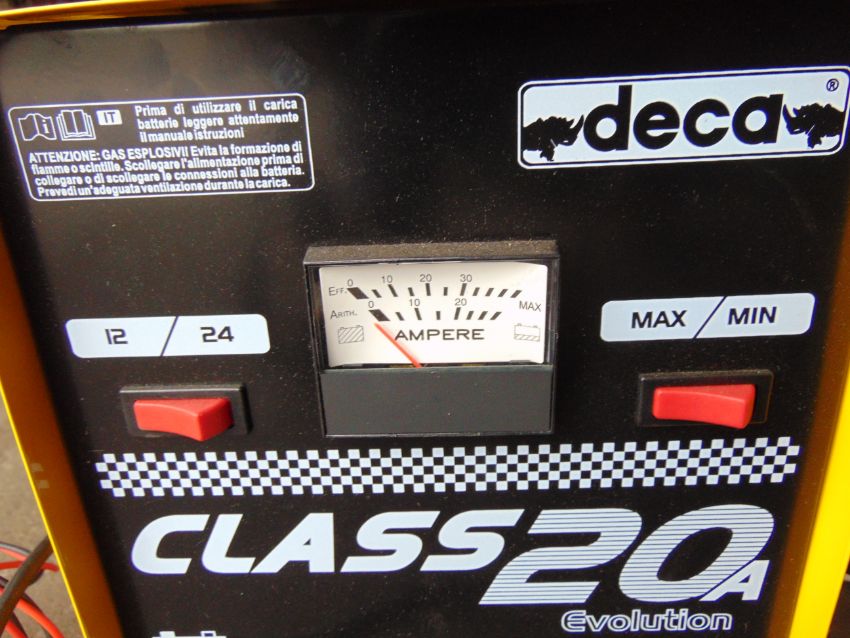 IT
Prima di utilizzare il carica
batterie leggere attentamente
il manuale istruzioni
ATTENZIONE: GAS ESPLOSIVI! Evita la formazione di
fiamme o scintille. Scollegare l'alimentazione prima di
collegare o di scollegare le connessioni alla batteria.
Prevedi un'adeguata ventilazione durante la carica.
deca®
EFF. 0 10 20 30
ARITH. 0 10 20 MAX
AMPERE
12 / 24
MAX / MIN
CLASS 20A
Evolution